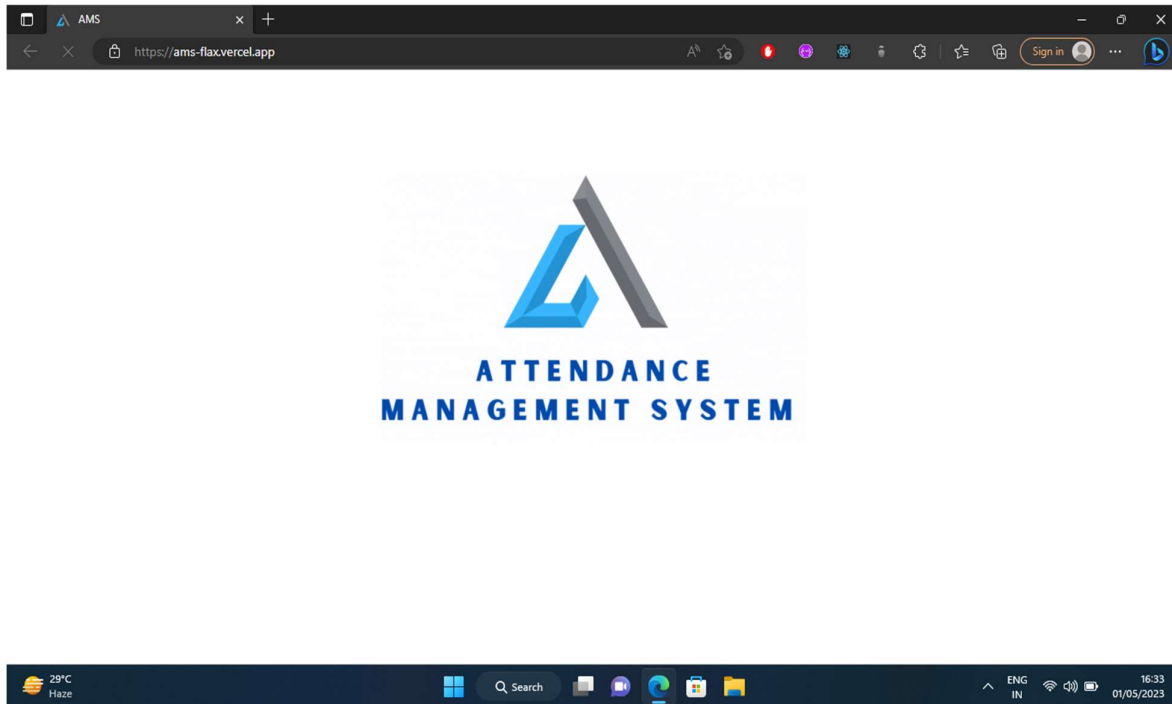 AMS
https://ams-flax.vercel.app
Sign in
ATTENDANCE
MANAGEMENT SYSTEM
29°C
Haze
Search
ENG
IN
16:33
01/05/2023